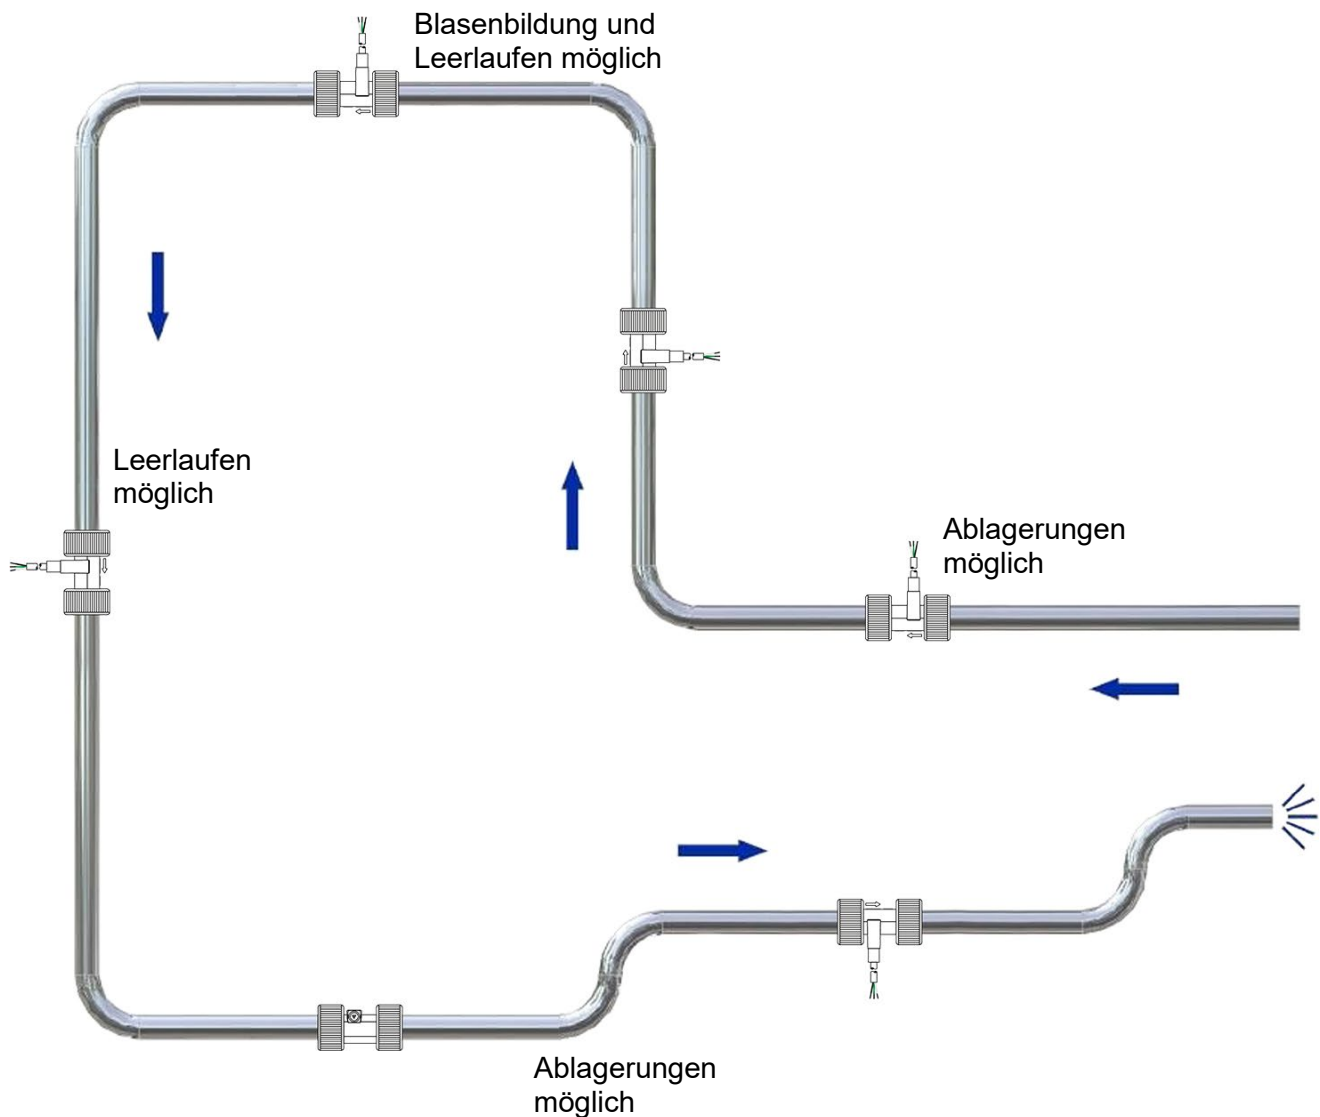 Blasenbildung und
Leerlaufen möglich
Leerlaufen
möglich
Ablagerungen
möglich
Ablagerungen
möglich